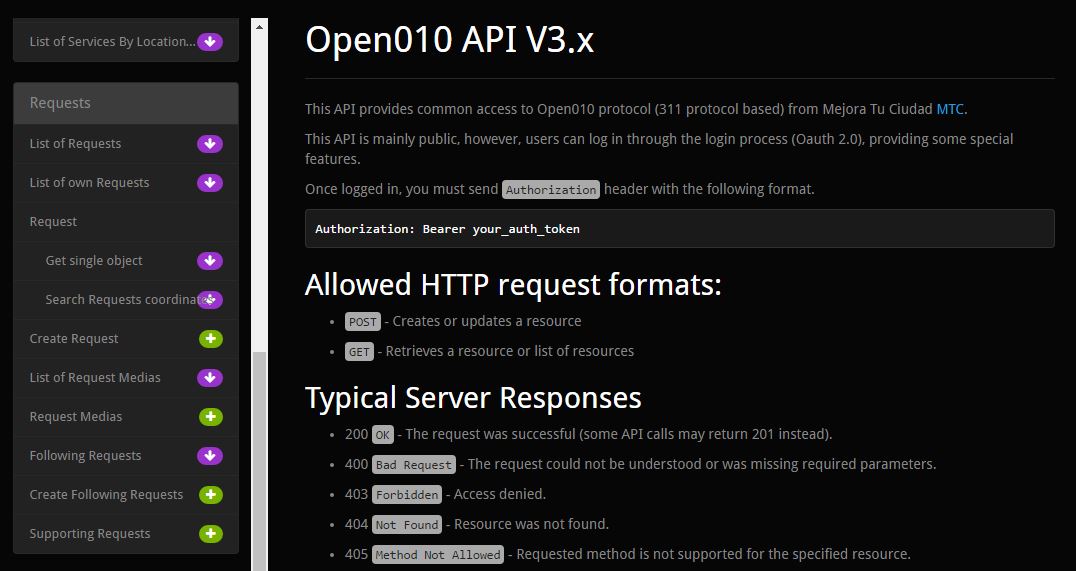 List of Services By Location...
Requests
List of Requests
List of own Requests
Request
Get single object
Search Requests coordinates
Create Request
List of Request Medias
Request Medias
Following Requests
Create Following Requests
Supporting Requests
Open010 API V3.x
This API provides common access to Open010 protocol (311 protocol based) from Mejora Tu Ciudad MTC.
This API is mainly public, however, users can log in through the login process (Oauth 2.0), providing some special
features.
Once logged in, you must send Authorization header with the following format.
Authorization: Bearer your_auth_token
Allowed HTTP request formats:
POST - Creates or updates a resource
GET - Retrieves a resource or list of resources
Typical Server Responses
200 OK - The request was successful (some API calls may return 201 instead).
400 Bad Request - The request could not be understood or was missing required parameters.
403 Forbidden - Access denied.
404 Not Found - Resource was not found.
405 Method Not Allowed - Requested method is not supported for the specified resource.